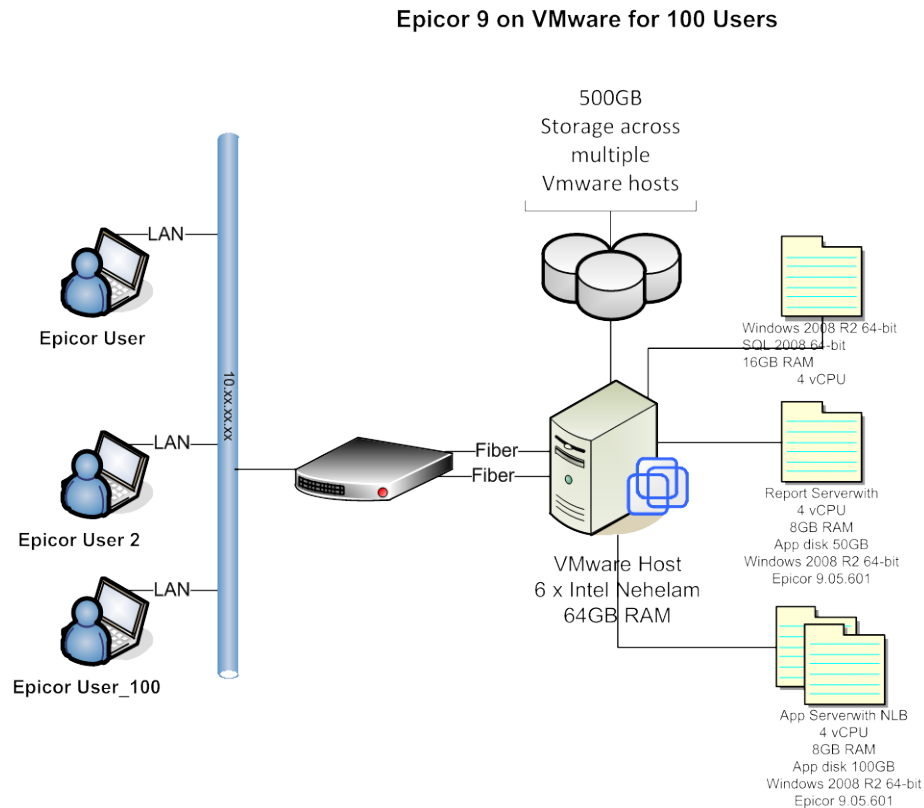 Epicor 9 on VMware for 100 Users
500GB
Storage across
multiple
Vmware hosts
LAN
Epicor User
10.xx.xx.xx
LAN
Epicor User 2
LAN
Epicor User_100
Fiber
Fiber
VMware Host
6 x Intel Nehelam
64GB RAM
Windows 2008 R2 64-bit
SQL 2008 64-bit
16GB RAM
4 vCPU
Report Serverwith
4 vCPU
8GB RAM
App disk 50GB
Windows 2008 R2 64-bit
Epicor 9.05.601
App Serverwith NLB
4 vCPU
8GB RAM
App disk 100GB
Windows 2008 R2 64-bit
Epicor 9.05.601